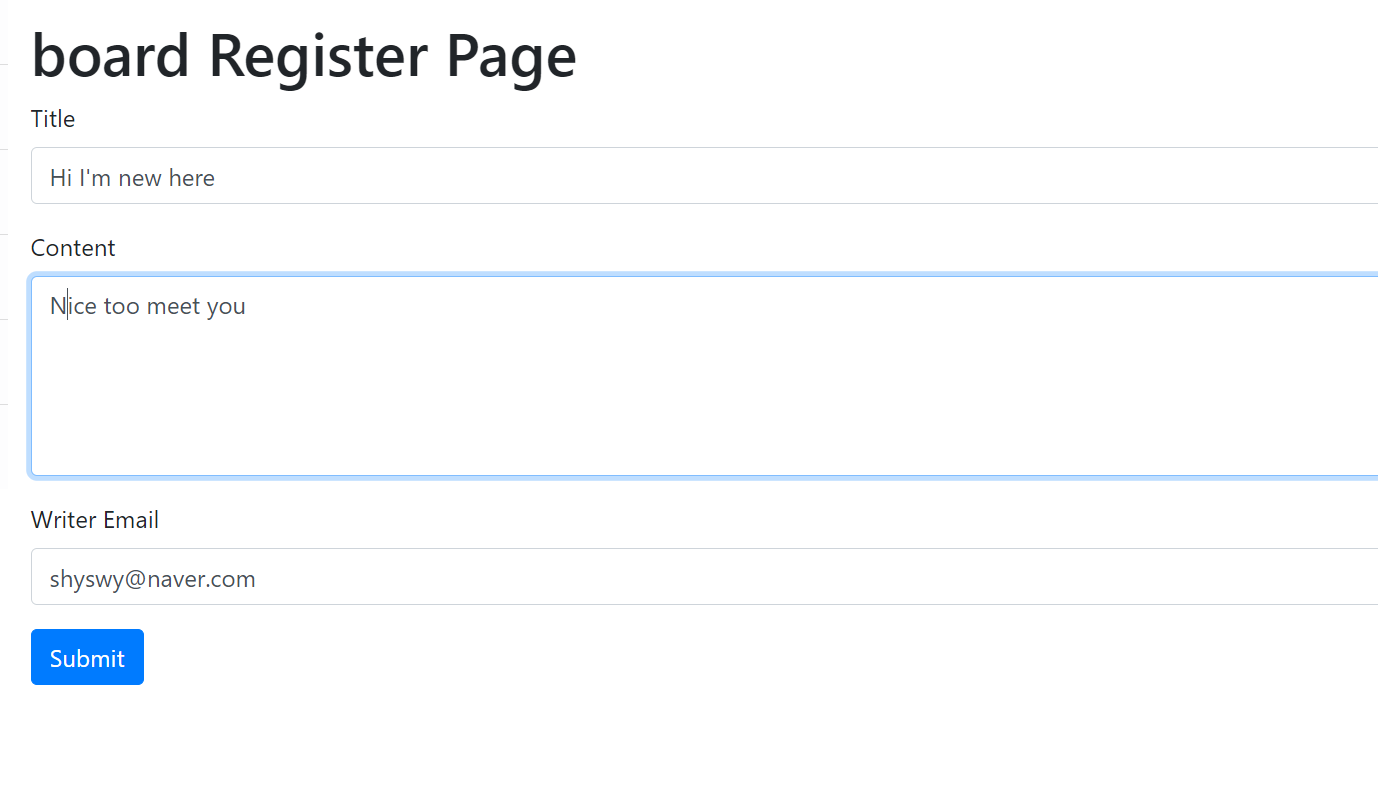 board Register Page
Title
Hi I'm new here
Content
Nice too meet you
Writer Email
shyswy@naver.com
Submit